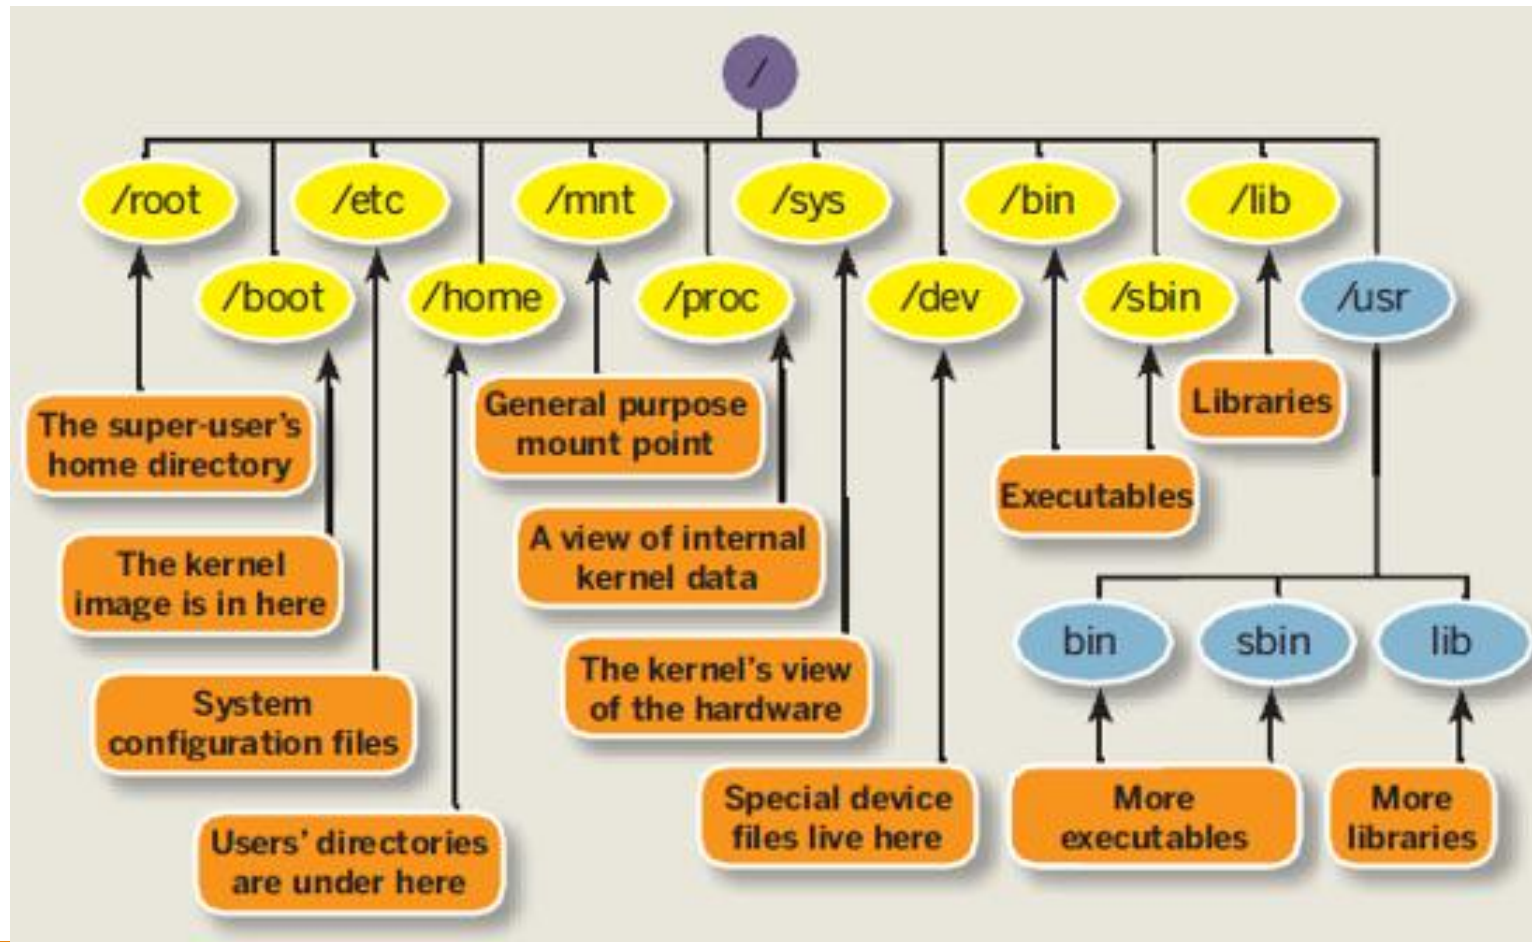 /
/root
/etc
/mnt
/sys
/bin
/lib
/boot
/home
/proc
/dev
/sbin
/usr
The super-user’s
home directory
General purpose
mount point
Libraries
Executables
The kernel
image is in here
A view of internal
kernel data
System
configuration files
The kernel’s view
of the hardware
bin
sbin
lib
Users’ directories
are under here
Special device
files live here
More
executables
More
libraries